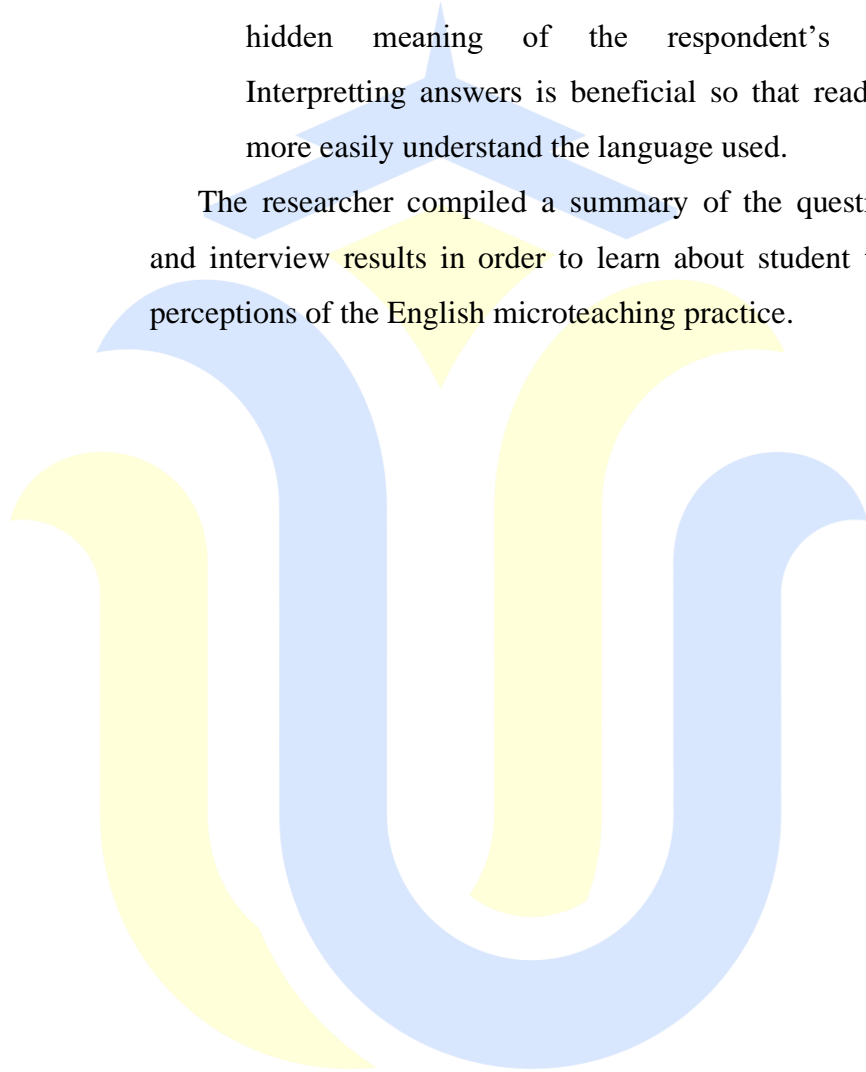 hidden meaning of the respondent’s
Interpretting answers is beneficial so that read
more easily understand the language used.
The researcher compiled a summary of the questi
and interview results in order to learn about student
perceptions of the English microteaching practice.